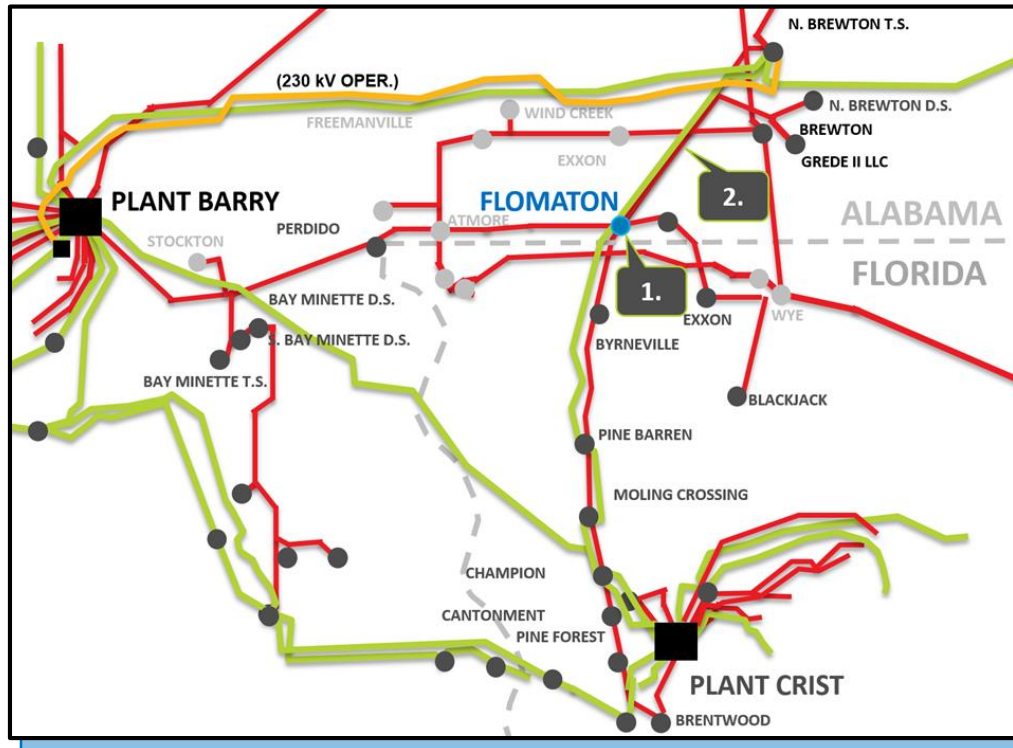 N. BREWTON T.S.
(230 kV OPER.)
N. BREWTON D.S.
FREEMANVILLE
WIND CREEK
BREWTON
EXXON
GREDE II LLC
PLANT BARRY
FLOMATON
2.
ATMORE
ALABAMA
PERDIDO
STOCKTON
FLORIDA
1.
BAY MINETTE D.S.
EXXON
WYE
S. BAY MINETTE D.S.
BYRNEVILLE
BAY MINETTE T.S.
BLACKJACK
PINE BARREN
MOLING CROSSING
CHAMPION
CANTONMENT
PINE FOREST
PLANT CRIST
BRENTWOOD